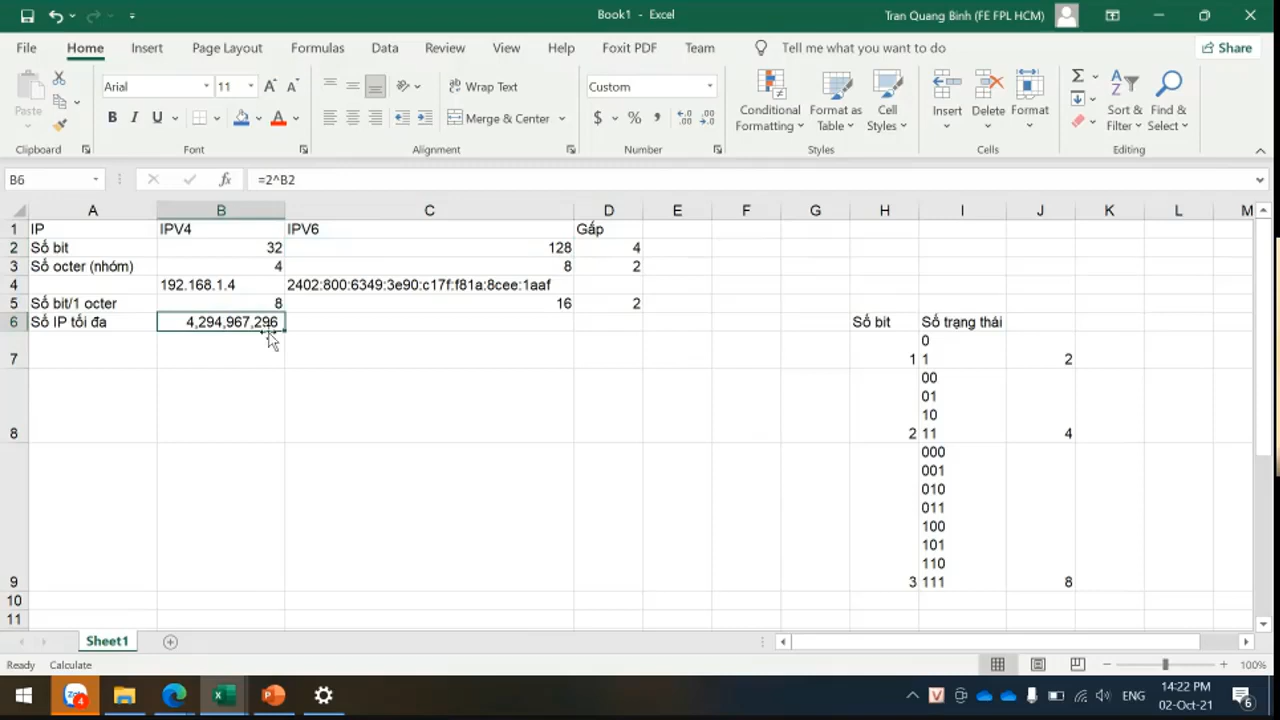 Book1 - Excel
Tran Quang Binh (FE FPL HCM)
File Home Insert Page Layout Formulas Data Review View Help Foxit PDF Team Tell me what you want to do Share
Paste
Arial 11
B I U
Wrap Text
Merge & Center
Custom
$ % ,
Conditional Formatting
Format as Table
Cell Styles
Insert
Delete
Format
Sort & Filter
Find & Select
Clipboard Font Alignment Number Styles Cells Editing
B6 fx =2^B2
A B C D E F G H I J K L M
1 IP IPV4 IPV6 Gấp
2 Số bit 32 128 4
3 Số octer (nhóm) 4 8 2
4 192.168.1.4 2402:800:6349:3e90:c17f:f81a:8cee:1aaf
5 Số bit/1 octer 8 16 2
6 Số IP tối đa 4,294,967,296 Số bit Số trạng thái
0
7 1 1 2
00
01
10
8 2 11 4
000
001
010
011
100
101
110
9 3 111 8
10
11
Sheet1
Ready Calculate 100%
Zalo 4
ENG
14:22 PM
02-Oct-21
6